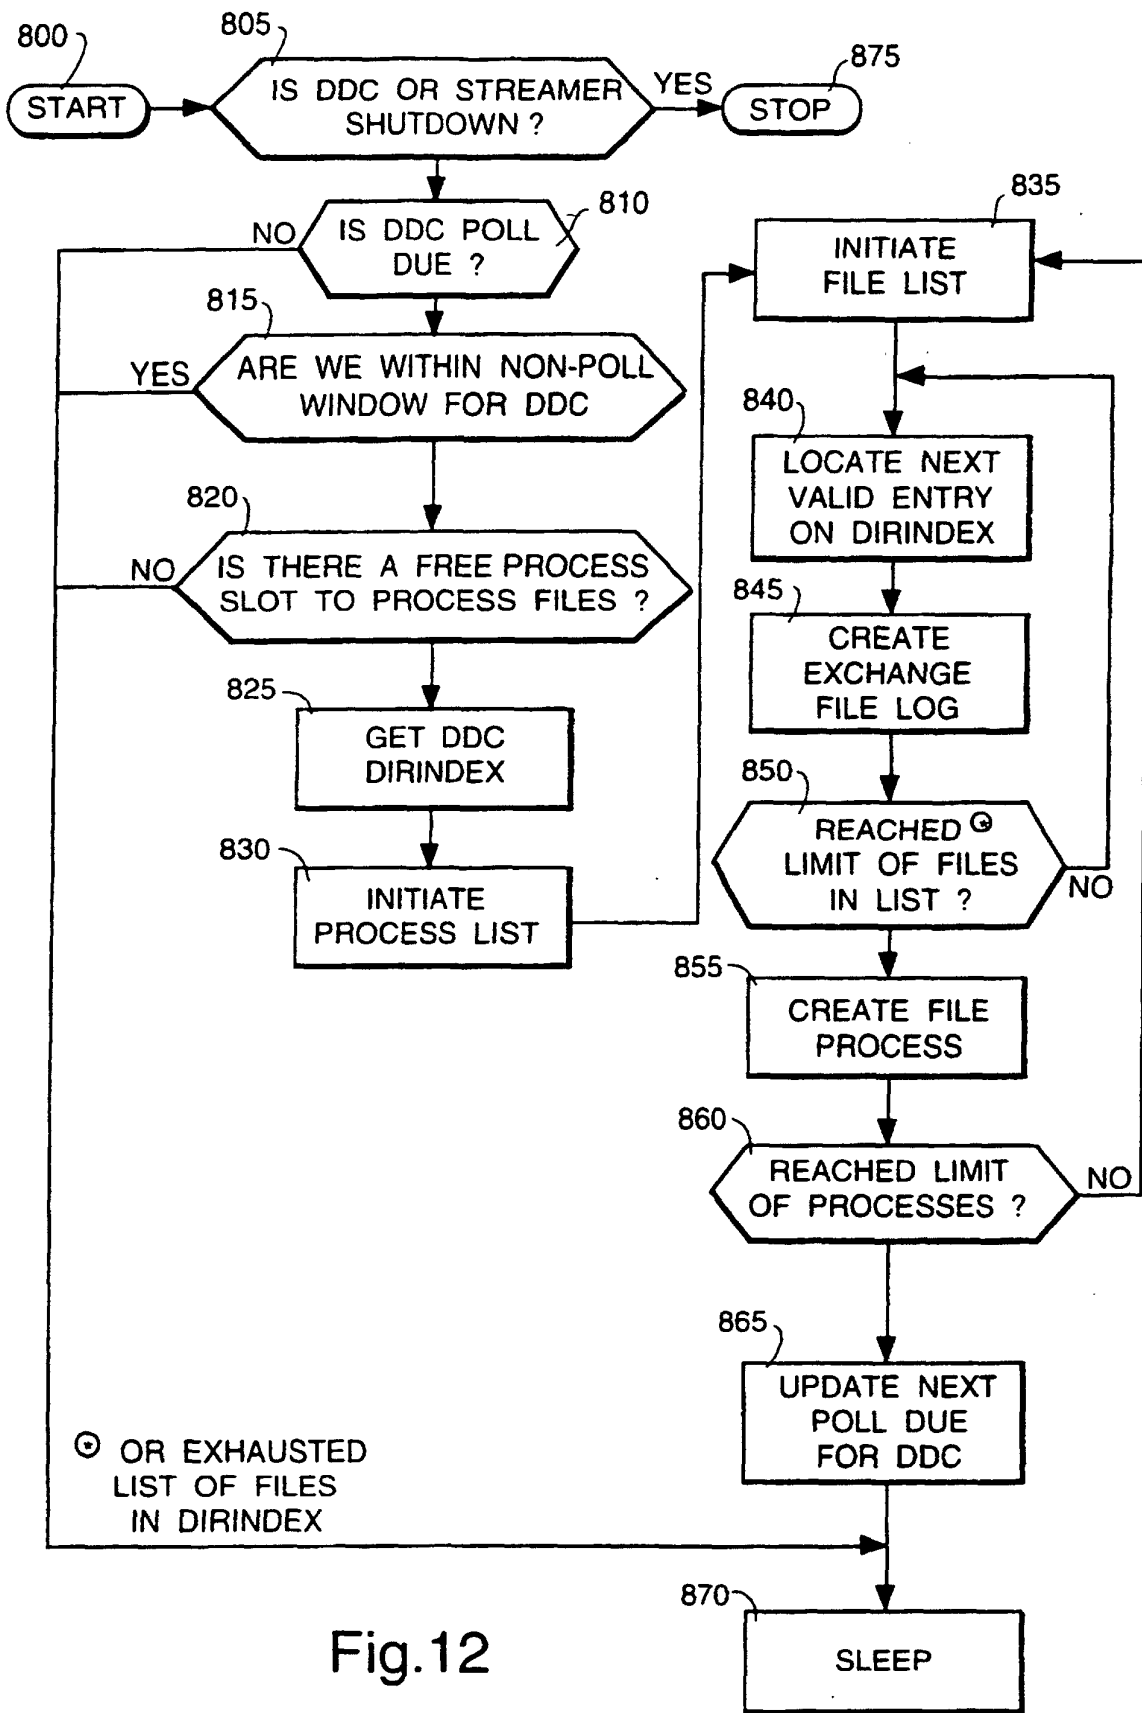 800
START
805
IS DDC OR STREAMER
SHUTDOWN ?
YES
875
STOP
810
NO
IS DDC POLL
DUE ?
815
YES
ARE WE WITHIN NON-POLL
WINDOW FOR DDC
820
NO
IS THERE A FREE PROCESS
SLOT TO PROCESS FILES ?
825
GET DDC
DIRINDEX
830
INITIATE
PROCESS LIST
835
INITIATE
FILE LIST
840
LOCATE NEXT
VALID ENTRY
ON DIRINDEX
845
CREATE
EXCHANGE
FILE LOG
850
REACHED ⊛
LIMIT OF FILES
IN LIST ?
NO
855
CREATE FILE
PROCESS
860
REACHED LIMIT
OF PROCESSES ?
NO
865
UPDATE NEXT
POLL DUE
FOR DDC
⊛ OR EXHAUSTED
LIST OF FILES
IN DIRINDEX
870
SLEEP
Fig.12